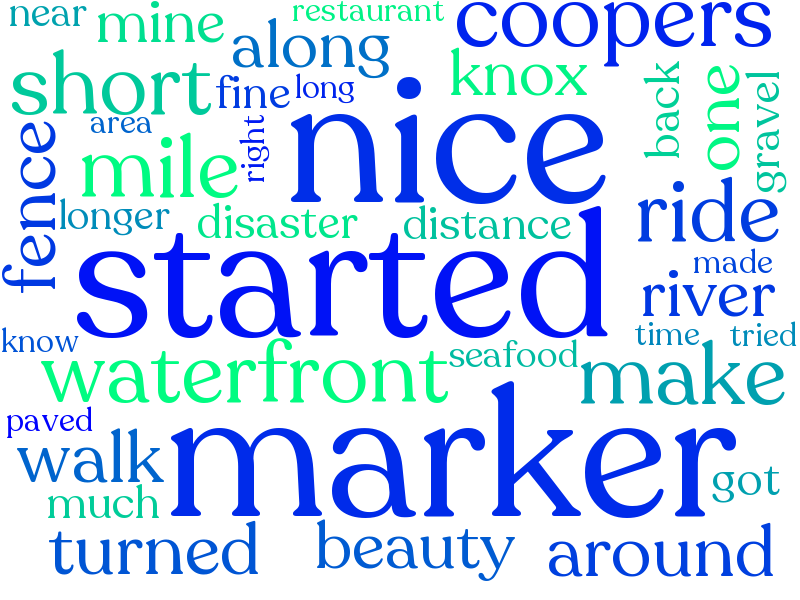 near
mine
restaurant
coopers
along
short
fine
long
knox
back
one
gravel
area
right
nice
fence
mile
longer
disaster
distance
ride
started
made
river
know
time
tried
waterfront
seafood
make
paved
walk
marker
got
much
turned
beauty
around